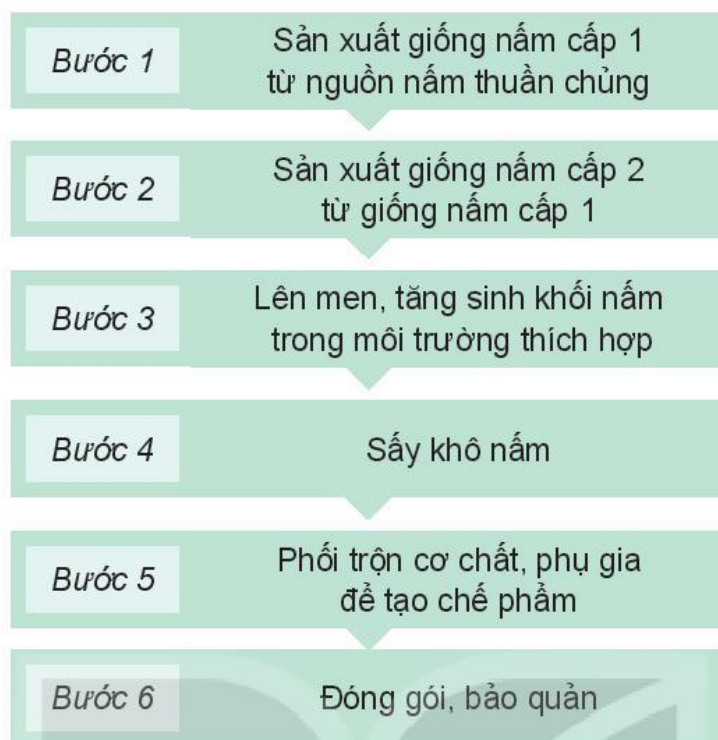 Bước 1
Sản xuất giống nấm cấp 1
từ nguồn nấm thuần chủng
Bước 2
Sản xuất giống nấm cấp 2
từ giống nấm cấp 1
Bước 3
Lên men, tăng sinh khối nấm
trong môi trường thích hợp
Bước 4
Sấy khô nấm
Bước 5
Phối trộn cơ chất, phụ gia
để tạo chế phẩm
Bước 6
Đóng gói, bảo quản